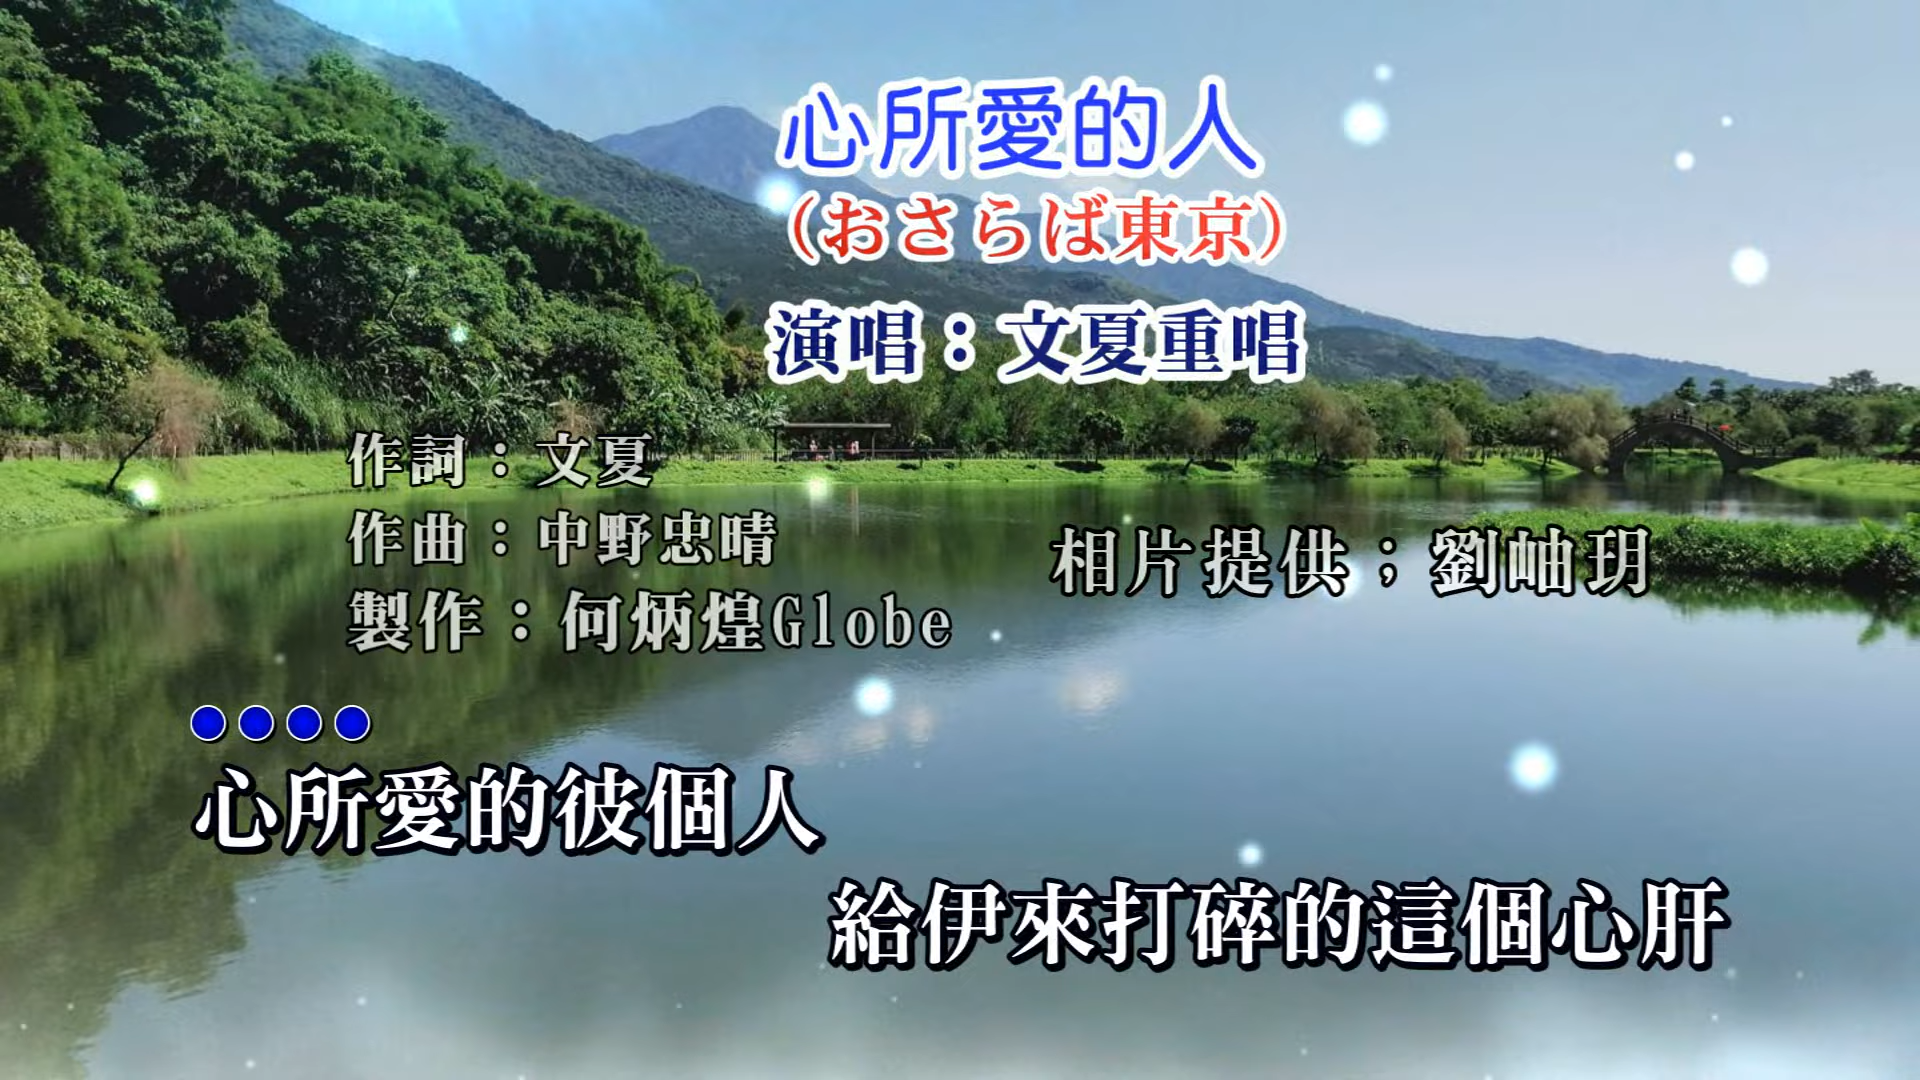 心所愛的人
（おさらば東京）
演唱：文夏重唱
作詞：文夏
作曲：中野忠晴
製作：何炳煌Globe
相片提供；劉岫玥
心所愛的彼個人
給伊來打碎的這個心肝